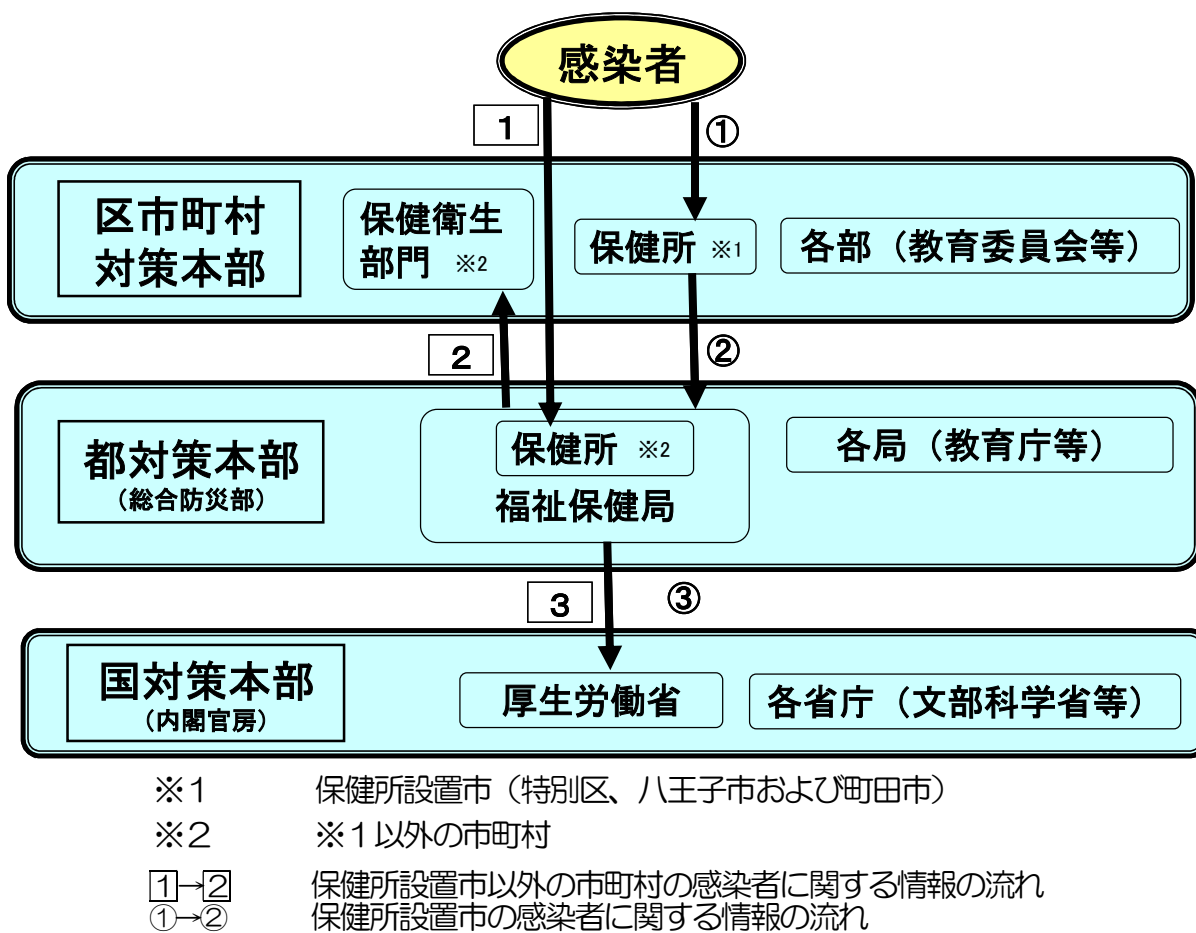 感染者
1
①
区市町村
対策本部
保健衛生
部門 ※2
保健所 ※1
各部（教育委員会等）
2
②
都対策本部
（総合防災部）
保健所 ※2
福祉保健局
各局（教育庁等）
3
③
国対策本部
（内閣官房）
厚生労働省
各省庁（文部科学省等）
※1 保健所設置市（特別区、八王子市および町田市）
※2 ※1以外の市町村
1→2 保健所設置市以外の市町村の感染者に関する情報の流れ
①→② 保健所設置市の感染者に関する情報の流れ